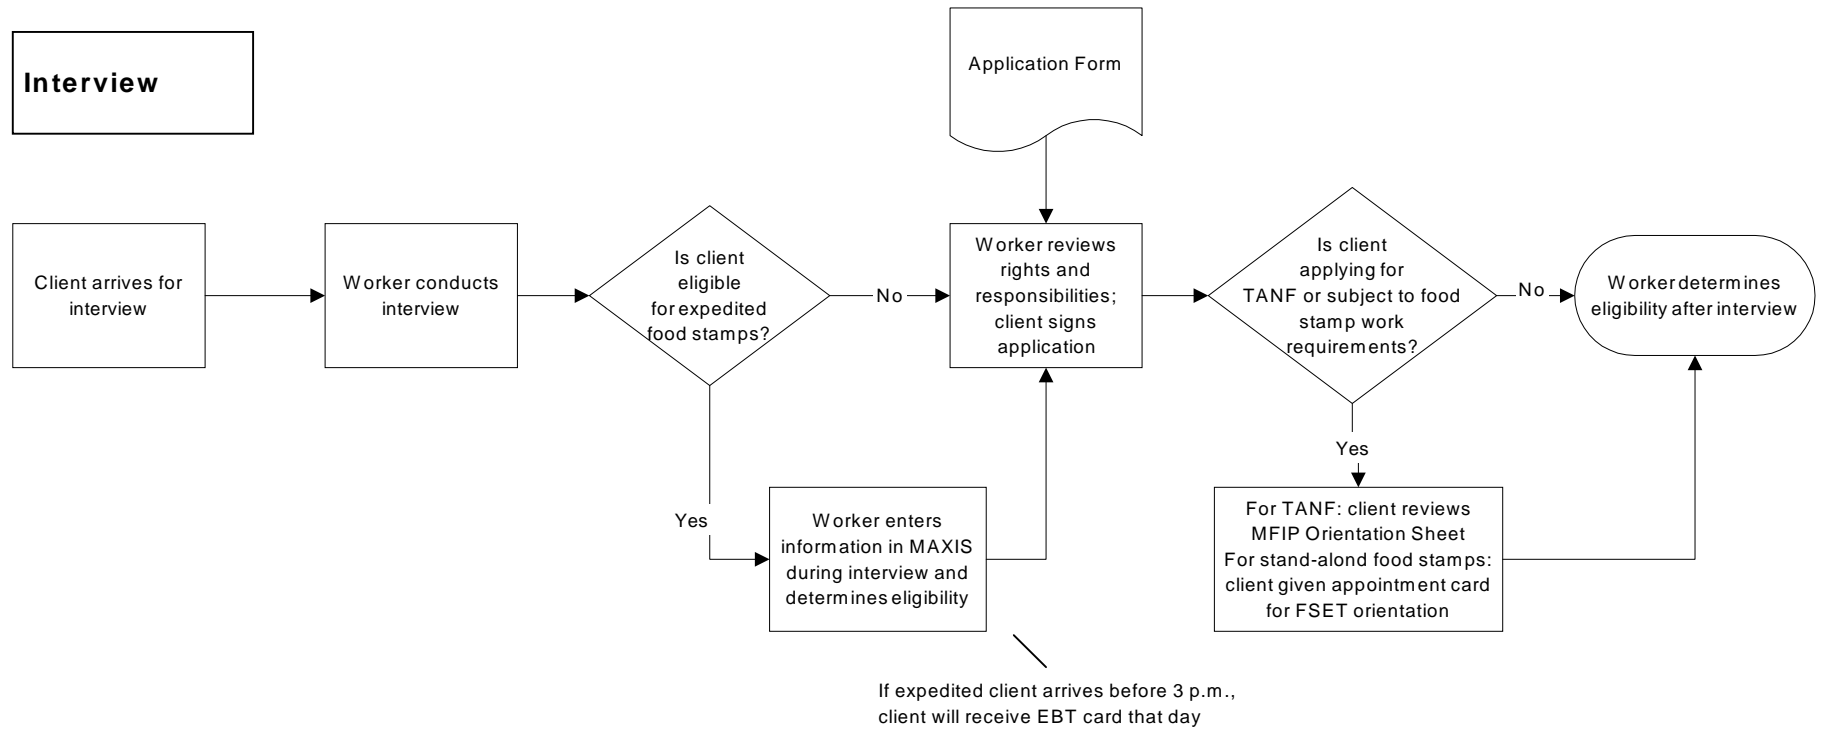 Interview
Application Form
Client arrives for
interview
Worker conducts
interview
Is client
eligible
for expedited
food stamps?
No
Worker reviews
rights and
responsibilities;
client signs
application
Is client
applying for
TANF or subject to food
stamp work
requirements?
No
Worker determines
eligibility after interview
Yes
Worker enters
information in MAXIS
during interview and
determines eligibility
Yes
For TANF: client reviews
MFIP Orientation Sheet
For stand-alond food stamps:
client given appointment card
for FSET orientation
If expedited client arrives before 3 p.m.,
client will receive EBT card that day